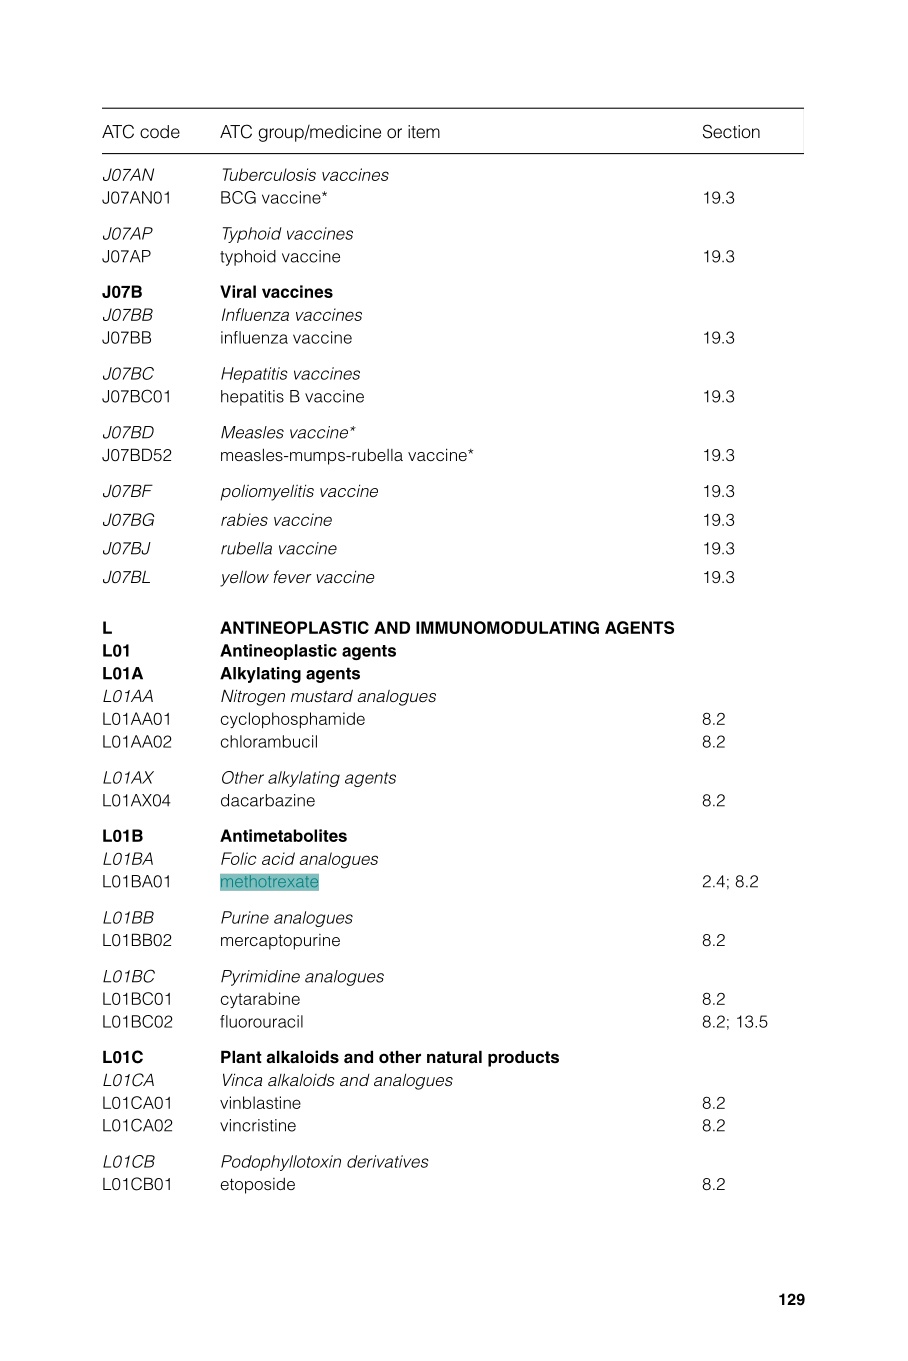 ATC code ATC group/medicine or item Section
J07AN Tuberculosis vaccines
J07AN01 BCG vaccine* 19.3
J07AP Typhoid vaccines
J07AP typhoid vaccine 19.3
J07B Viral vaccines
J07BB Influenza vaccines
J07BB influenza vaccine 19.3
J07BC Hepatitis vaccines
J07BC01 hepatitis B vaccine 19.3
J07BD Measles vaccine*
J07BD52 measles-mumps-rubella vaccine* 19.3
J07BF poliomyelitis vaccine 19.3
J07BG rabies vaccine 19.3
J07BJ rubella vaccine 19.3
J07BL yellow fever vaccine 19.3
L ANTINEOPLASTIC AND IMMUNOMODULATING AGENTS
L01 Antineoplastic agents
L01A Alkylating agents
L01AA Nitrogen mustard analogues
L01AA01 cyclophosphamide 8.2
L01AA02 chlorambucil 8.2
L01AX Other alkylating agents
L01AX04 dacarbazine 8.2
L01B Antimetabolites
L01BA Folic acid analogues
L01BA01 methotrexate 2.4; 8.2
L01BB Purine analogues
L01BB02 mercaptopurine 8.2
L01BC Pyrimidine analogues
L01BC01 cytarabine 8.2
L01BC02 fluorouracil 8.2; 13.5
L01C Plant alkaloids and other natural products
L01CA Vinca alkaloids and analogues
L01CA01 vinblastine 8.2
L01CA02 vincristine 8.2
L01CB Podophyllotoxin derivatives
L01CB01 etoposide 8.2
129